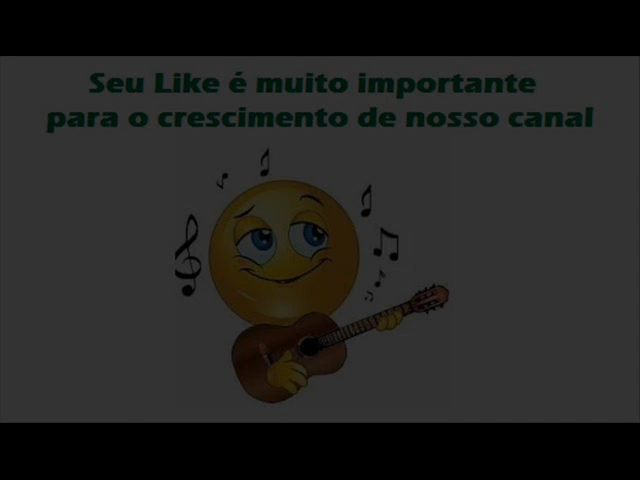 Seu Like é muito importante
para o crescimento de nosso canal